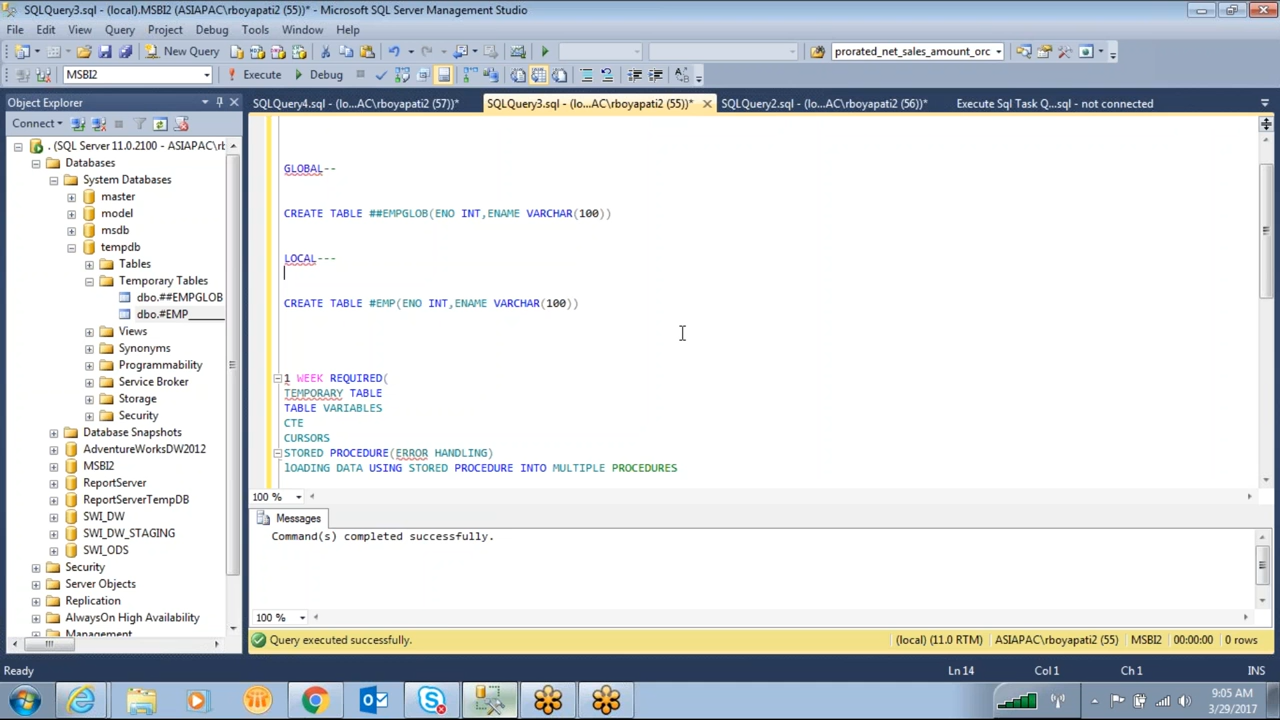 SQLQuery3.sql - (local).MSBI2 (ASIAPAC\rboyapati2 (55))* - Microsoft SQL Server Management Studio
File Edit View Query Project Debug Tools Window Help
New Query prorated_net_sales_amount_orc
MSBI2 Execute Debug
Object Explorer
SQLQuery4.sql - (lo...AC\rboyapati2 (57))* SQLQuery3.sql - (lo...AC\rboyapati2 (55))* SQLQuery2.sql - (lo...AC\rboyapati2 (56))* Execute Sql Task Q...sql - not connected
Connect
. (SQL Server 11.0.2100 - ASIAPAC\rb
Databases
System Databases
master
model
msdb
tempdb
Tables
Temporary Tables
dbo.##EMPGLOB
dbo.#EMP______
Views
Synonyms
Programmability
Service Broker
Storage
Security
Database Snapshots
AdventureWorksDW2012
MSBI2
ReportServer
ReportServerTempDB
SWI_DW
SWI_DW_STAGING
SWI_ODS
Security
Server Objects
Replication
AlwaysOn High Availability
Management
GLOBAL--
CREATE TABLE ##EMPGLOB(ENO INT,ENAME VARCHAR(100))
LOCAL---
CREATE TABLE #EMP(ENO INT,ENAME VARCHAR(100))
1 WEEK REQUIRED(
TEMPORARY TABLE
TABLE VARIABLES
CTE
CURSORS
STORED PROCEDURE(ERROR HANDLING)
lOADING DATA USING STORED PROCEDURE INTO MULTIPLE PROCEDURES
100 %
Messages
Command(s) completed successfully.
100 %
Query executed successfully. (local) (11.0 RTM) ASIAPAC\rboyapati2 (55) MSBI2 00:00:00 0 rows
Ready Ln 14 Col 1 Ch 1 INS
9:05 AM
3/29/2017